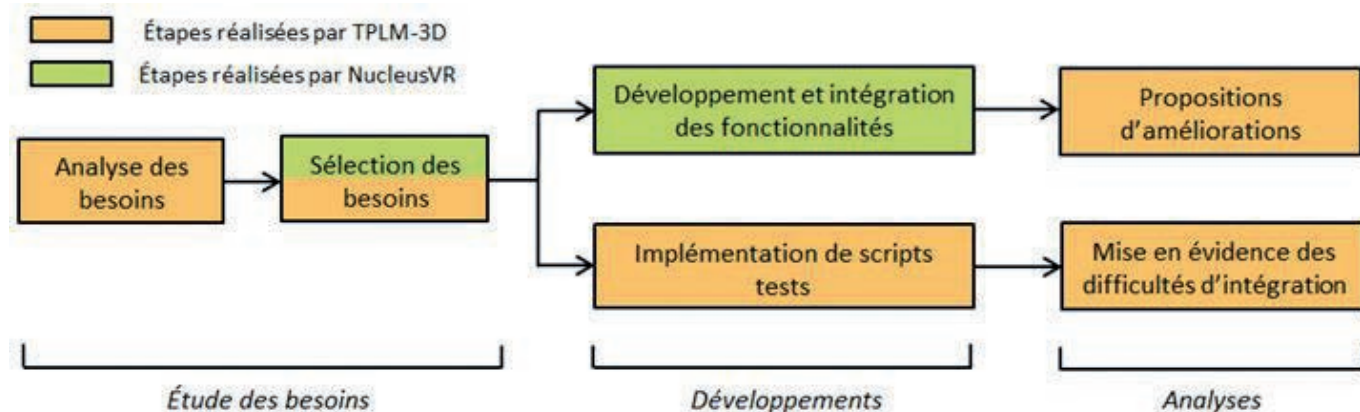 Étapes réalisées par TPLM-3D
Étapes réalisées par NucleusVR
Analyse des
besoins
Sélection des
besoins
Développement et intégration
des fonctionnalités
Propositions
d'améliorations
Implémentation de scripts
tests
Mise en évidence des
difficultés d'intégration
Étude des besoins
Développements
Analyses